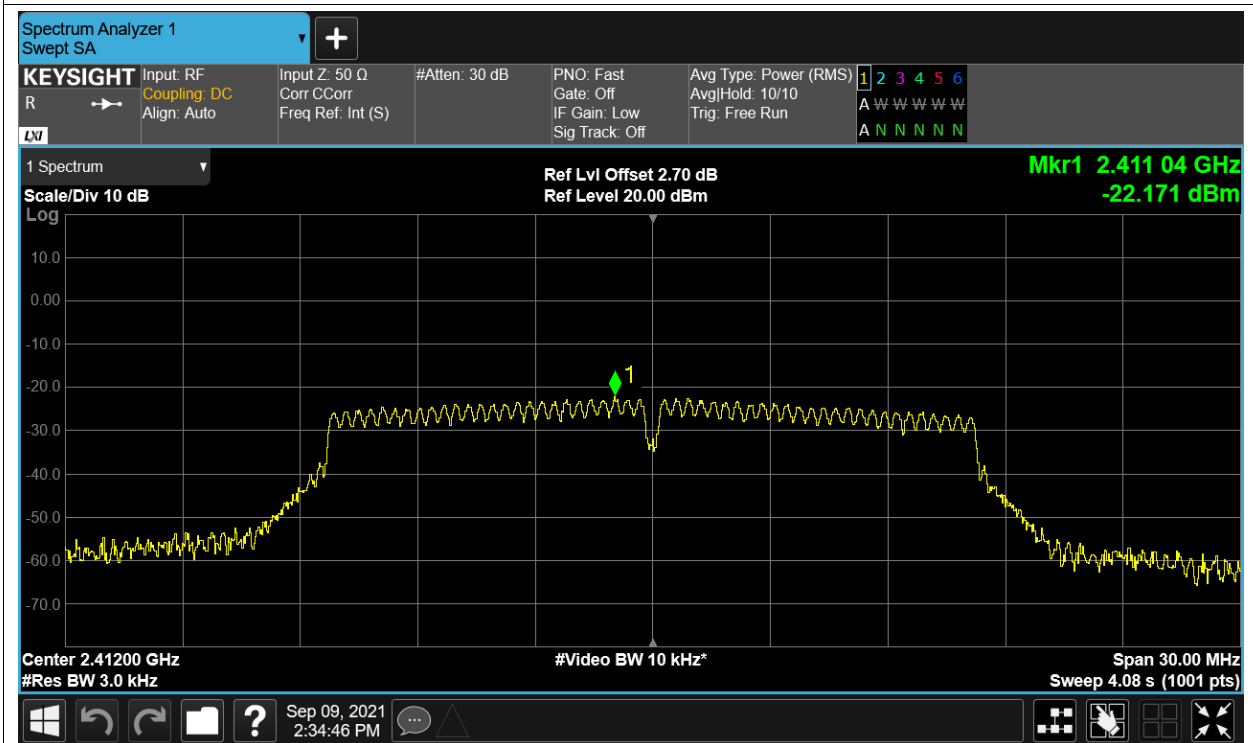 Spectrum Analyzer 1
Swept SA
KEYSIGHT
R
LXI
Input: RF
Coupling: DC
Align: Auto
Input Z: 50 Ω
Corr CCorr
Freq Ref: Int (S)
#Atten: 30 dB
PNO: Fast
Gate: Off
IF Gain: Low
Sig Track: Off
Avg Type: Power (RMS)
Avg|Hold: 10/10
Trig: Free Run
1 2 3 4 5 6
A W W W W W
A N N N N N
1 Spectrum
Scale/Div 10 dB
Ref Lvl Offset 2.70 dB
Ref Level 20.00 dBm
Mkr1 2.411 04 GHz
-22.171 dBm
Log
10.0
0.00
-10.0
-20.0
-30.0
-40.0
-50.0
-60.0
-70.0
1
Center 2.41200 GHz
#Res BW 3.0 kHz
#Video BW 10 kHz*
Span 30.00 MHz
Sweep 4.08 s (1001 pts)
?
Sep 09, 2021
2:34:46 PM